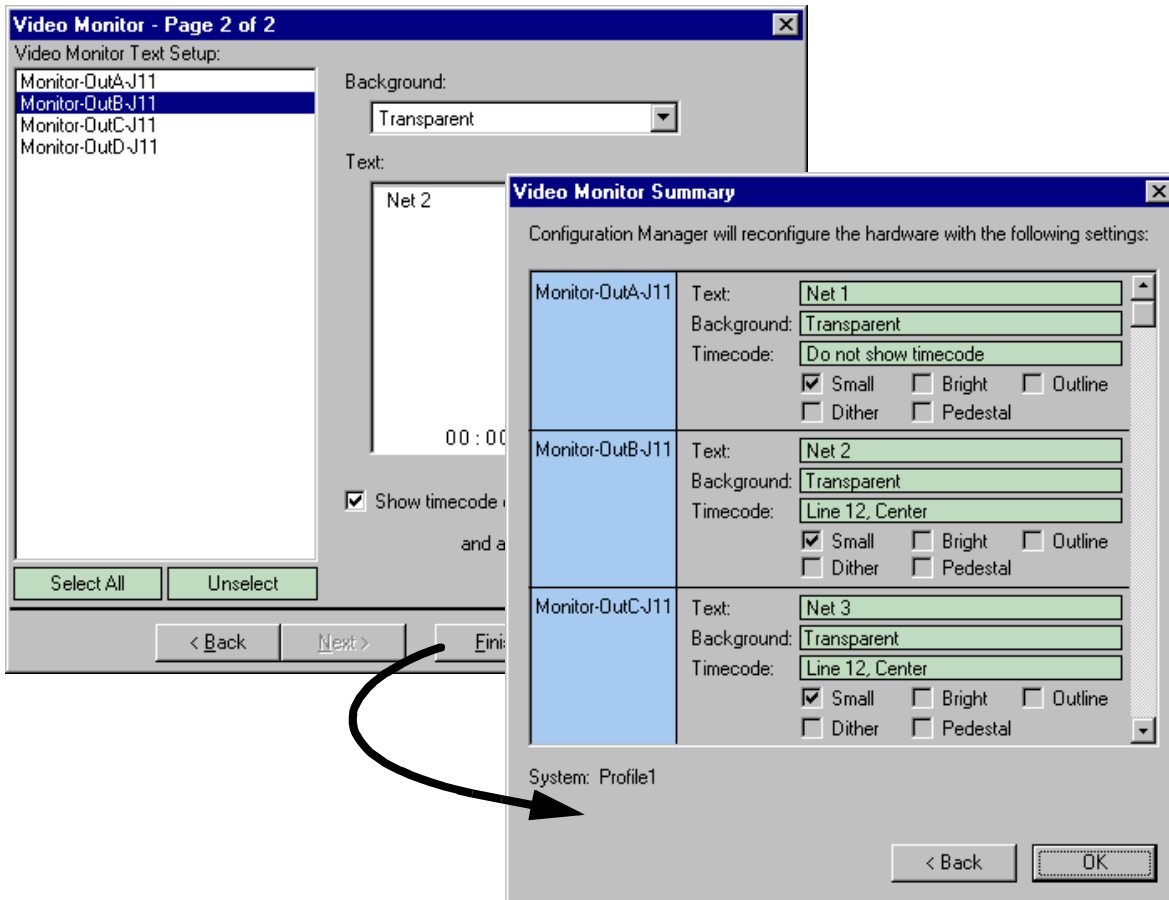 Video Monitor - Page 2 of 2
Video Monitor Text Setup:
Monitor-OutA-J11
Monitor-OutB-J11
Monitor-OutC-J11
Monitor-OutD-J11
Background:
Transparent
Text:
Net 2
00:00
Show timecode
and a
Select All
Unselect
< Back
Next >
Video Monitor Summary
Configuration Manager will reconfigure the hardware with the following settings:
Monitor-OutA-J11
Text: Net 1
Background: Transparent
Timecode: Do not show timecode
Small Bright Outline
Dither Pedestal
Monitor-OutB-J11
Text: Net 2
Background: Transparent
Timecode: Line 12, Center
Small Bright Outline
Dither Pedestal
Monitor-OutC-J11
Text: Net 3
Background: Transparent
Timecode: Line 12, Center
Small Bright Outline
Dither Pedestal
System: Profile1
< Back
OK